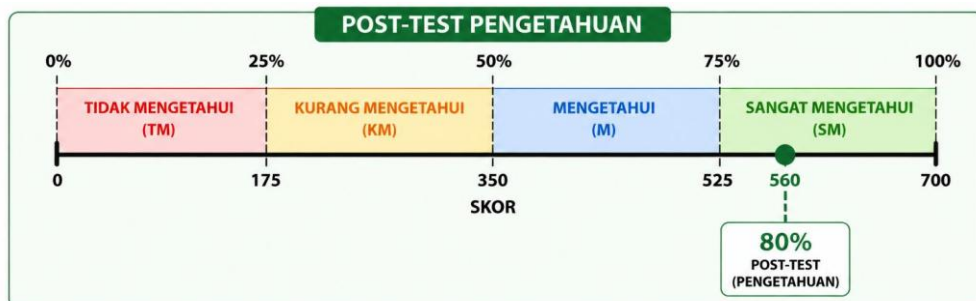 POST-TEST PENGETAHUAN
0% 25% 50% 75% 100%
TIDAK MENGETAHUI KURANG MENGETAHUI MENGETAHUI SANGAT MENGETAHUI
(TM) (KM) (M) (SM)
0 175 350 525 560 700
SKOR
80%
POST-TEST
(PENGETAHUAN)